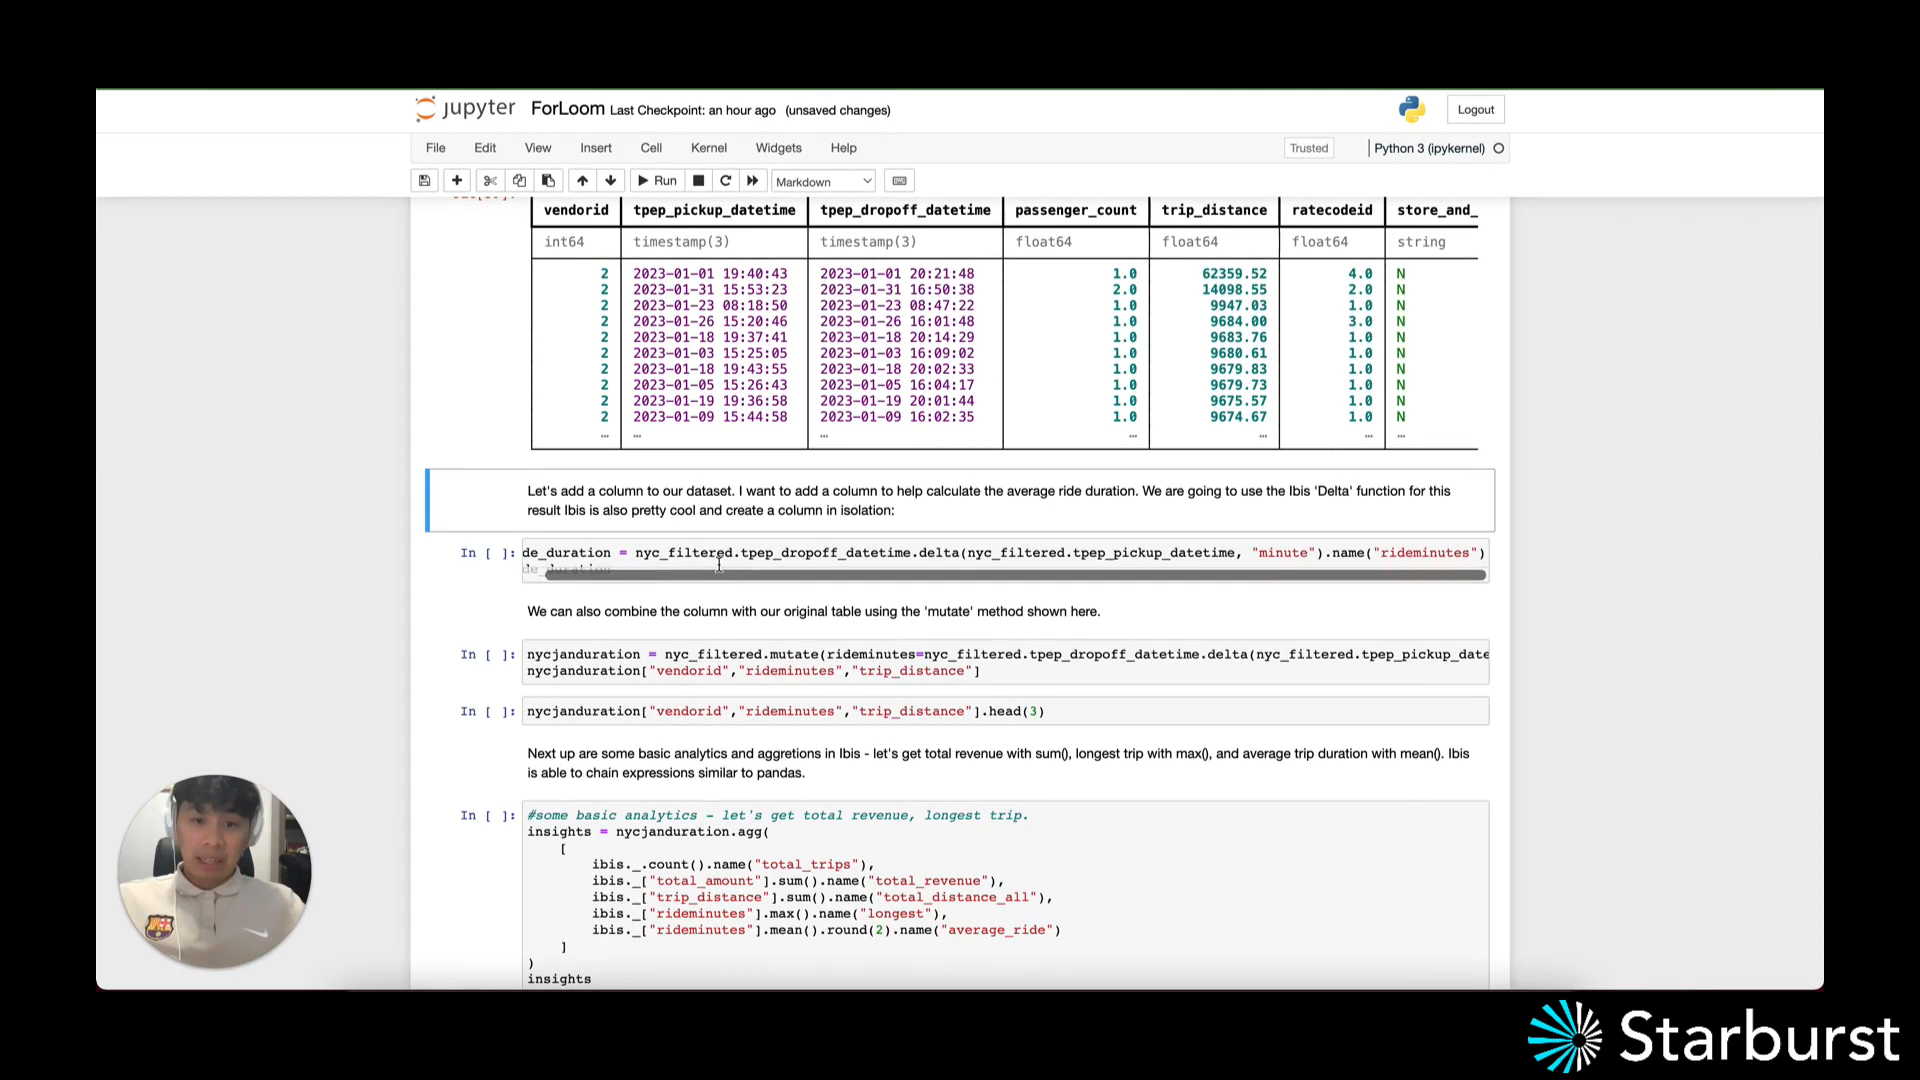 jupyter ForLoom Last Checkpoint: an hour ago (unsaved changes) Logout
File Edit View Insert Cell Kernel Widgets Help Trusted Python 3 (ipykernel)
Run Markdown
vendorid tpep_pickup_datetime tpep_dropoff_datetime passenger_count trip_distance ratecodeid store_and_
int64 timestamp(3) timestamp(3) float64 float64 float64 string
2 2023-01-01 19:40:43 2023-01-01 20:21:48 1.0 62359.52 4.0 N
2 2023-01-31 15:53:23 2023-01-31 16:50:38 2.0 14098.55 2.0 N
2 2023-01-23 08:18:50 2023-01-23 08:47:22 1.0 9947.03 1.0 N
2 2023-01-26 15:20:46 2023-01-26 16:01:48 1.0 9684.00 3.0 N
2 2023-01-18 19:37:41 2023-01-18 20:14:29 1.0 9683.76 1.0 N
2 2023-01-03 15:25:05 2023-01-03 16:09:02 1.0 9680.61 1.0 N
2 2023-01-18 19:43:55 2023-01-18 20:02:33 1.0 9679.83 1.0 N
2 2023-01-05 15:26:43 2023-01-05 16:04:17 1.0 9679.73 1.0 N
2 2023-01-19 19:36:58 2023-01-19 20:01:44 1.0 9675.57 1.0 N
2 2023-01-09 15:44:58 2023-01-09 16:02:35 1.0 9674.67 1.0 N
… … … … … … …
Let's add a column to our dataset. I want to add a column to help calculate the average ride duration. We are going to use the Ibis 'Delta' function for this
result Ibis is also pretty cool and create a column in isolation:
In [ ]: de_duration = nyc_filtered.tpep_dropoff_datetime.delta(nyc_filtered.tpep_pickup_datetime, "minute").name("rideminutes")
de_duration
We can also combine the column with our original table using the 'mutate' method shown here.
In [ ]: nycjanduration = nyc_filtered.mutate(rideminutes=nyc_filtered.tpep_dropoff_datetime.delta(nyc_filtered.tpep_pickup_date
nycjanduration["vendorid","rideminutes","trip_distance"]
In [ ]: nycjanduration["vendorid","rideminutes","trip_distance"].head(3)
Next up are some basic analytics and aggretions in Ibis - let's get total revenue with sum(), longest trip with max(), and average trip duration with mean(). Ibis
is able to chain expressions similar to pandas.
In [ ]: #some basic analytics - let's get total revenue, longest trip.
insights = nycjanduration.agg(
[
ibis._.count().name("total_trips"),
ibis._["total_amount"].sum().name("total_revenue"),
ibis._["trip_distance"].sum().name("total_distance_all"),
ibis._["rideminutes"].max().name("longest"),
ibis._["rideminutes"].mean().round(2).name("average_ride")
]
)
insights
Starburst